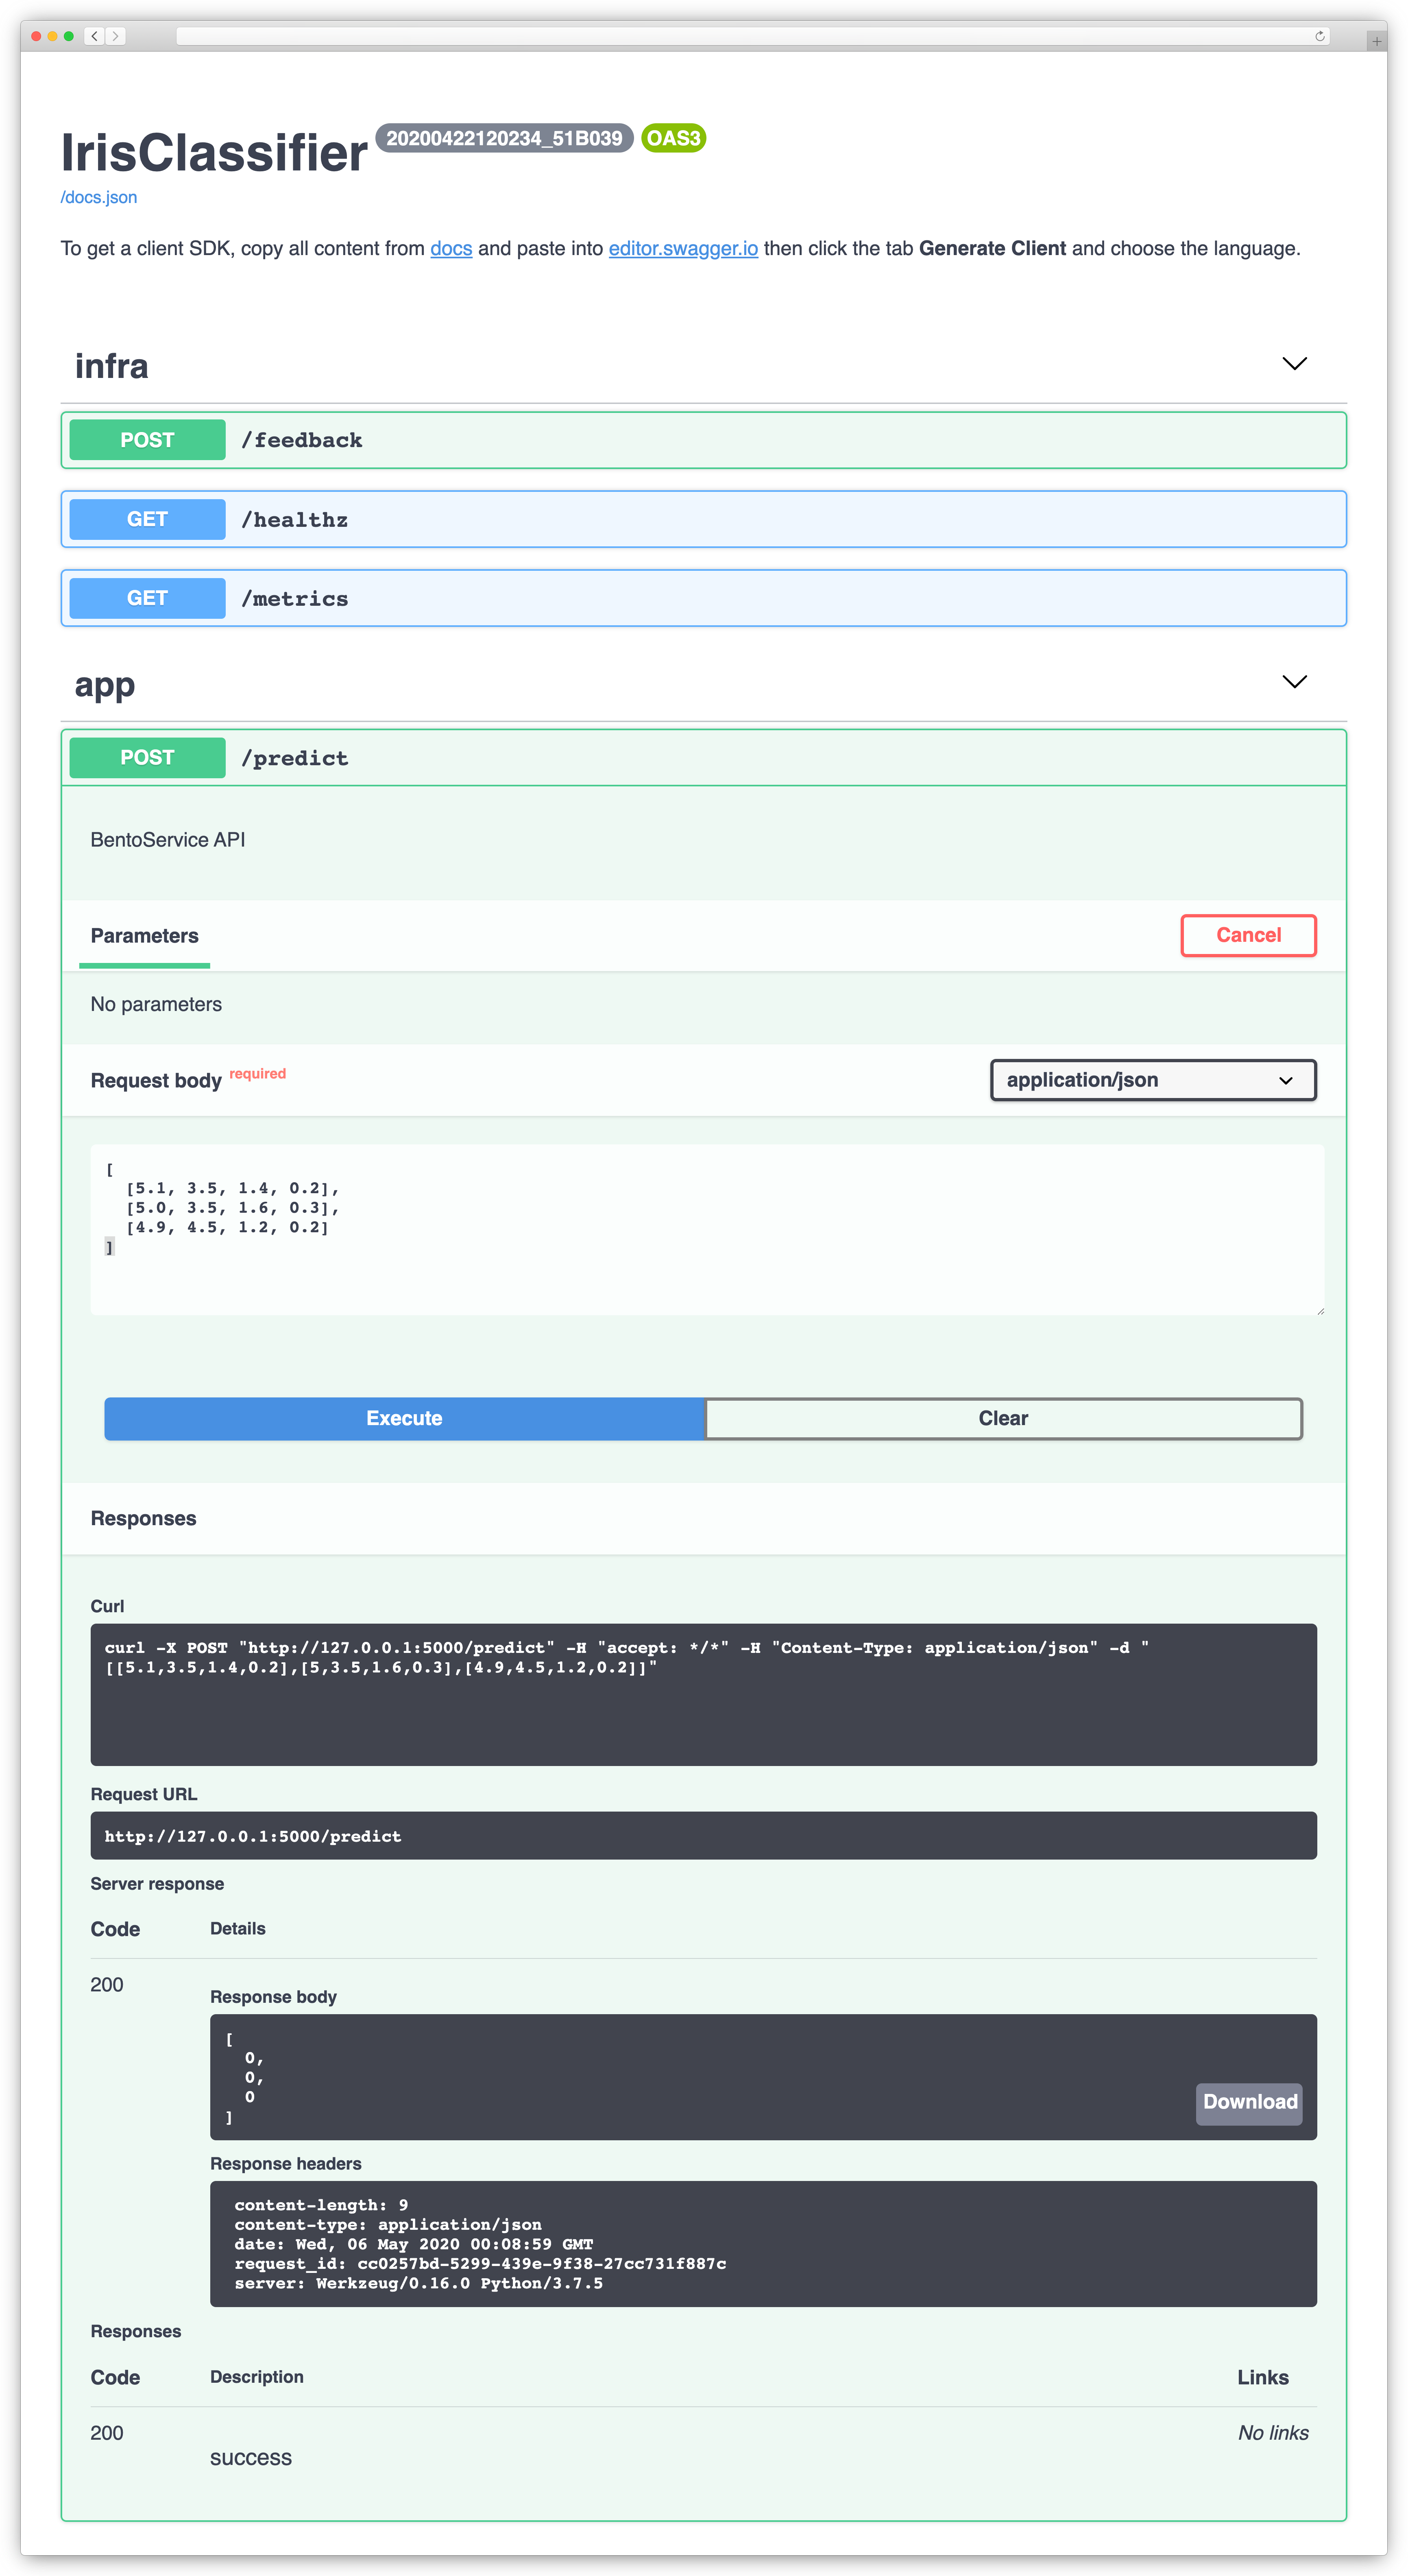 IrisClassifier 20200422120234_51B039 OAS3
/docs.json
To get a client SDK, copy all content from docs and paste into editor.swagger.io then click the tab Generate Client and choose the language.
infra
POST /feedback
GET /healthz
GET /metrics
app
POST /predict
BentoService API
Parameters Cancel
No parameters
Request body required application/json
[
[5.1, 3.5, 1.4, 0.2],
[5.0, 3.5, 1.6, 0.3],
[4.9, 4.5, 1.2, 0.2]
]
Execute Clear
Responses
Curl
curl -X POST "http://127.0.0.1:5000/predict" -H "accept: */*" -H "Content-Type: application/json" -d "
[[5.1,3.5,1.4,0.2],[5,3.5,1.6,0.3],[4.9,4.5,1.2,0.2]]"
Request URL
http://127.0.0.1:5000/predict
Server response
Code Details
200
Response body
[
0,
0,
0
]
Download
Response headers
content-length: 9
content-type: application/json
date: Wed, 06 May 2020 00:08:59 GMT
request_id: cc0257bd-5299-439e-9f38-27cc731f887c
server: Werkzeug/0.16.0 Python/3.7.5
Responses
Code Description Links
200 No links
success